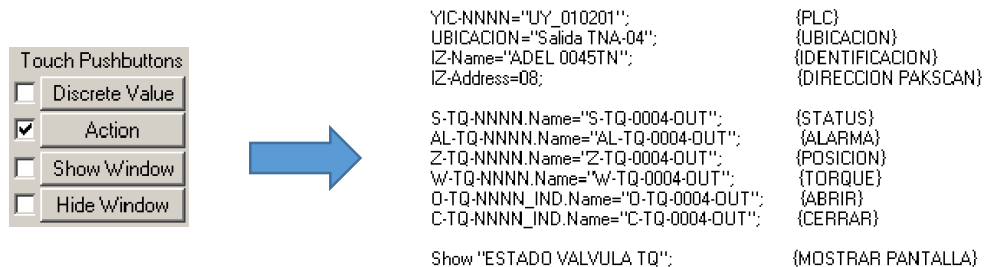 Touch Pushbuttons
Discrete Value
Action
Show Window
Hide Window
YIC-NNNN="UY_010201"; {PLC}
UBICACION="Salida TNA-04"; {UBICACION}
IZ-Name="ADEL 0045TN"; {IDENTIFICACION}
IZ-Address=08; {DIRECCION PAKSCAN}
S-TQ-NNNN.Name="S-TQ-0004-OUT"; {STATUS}
AL-TQ-NNNN.Name="AL-TQ-0004-OUT"; {ALARMA}
Z-TQ-NNNN.Name="Z-TQ-0004-OUT"; {POSICION}
W-TQ-NNNN.Name="W-TQ-0004-OUT"; {TORQUE}
O-TQ-NNNN_IND.Name="O-TQ-0004-OUT"; {ABRIR}
C-TQ-NNNN_IND.Name="C-TQ-0004-OUT"; {CERRAR}
Show "ESTADO VALVULA TQ"; {MOSTRAR PANTALLA}